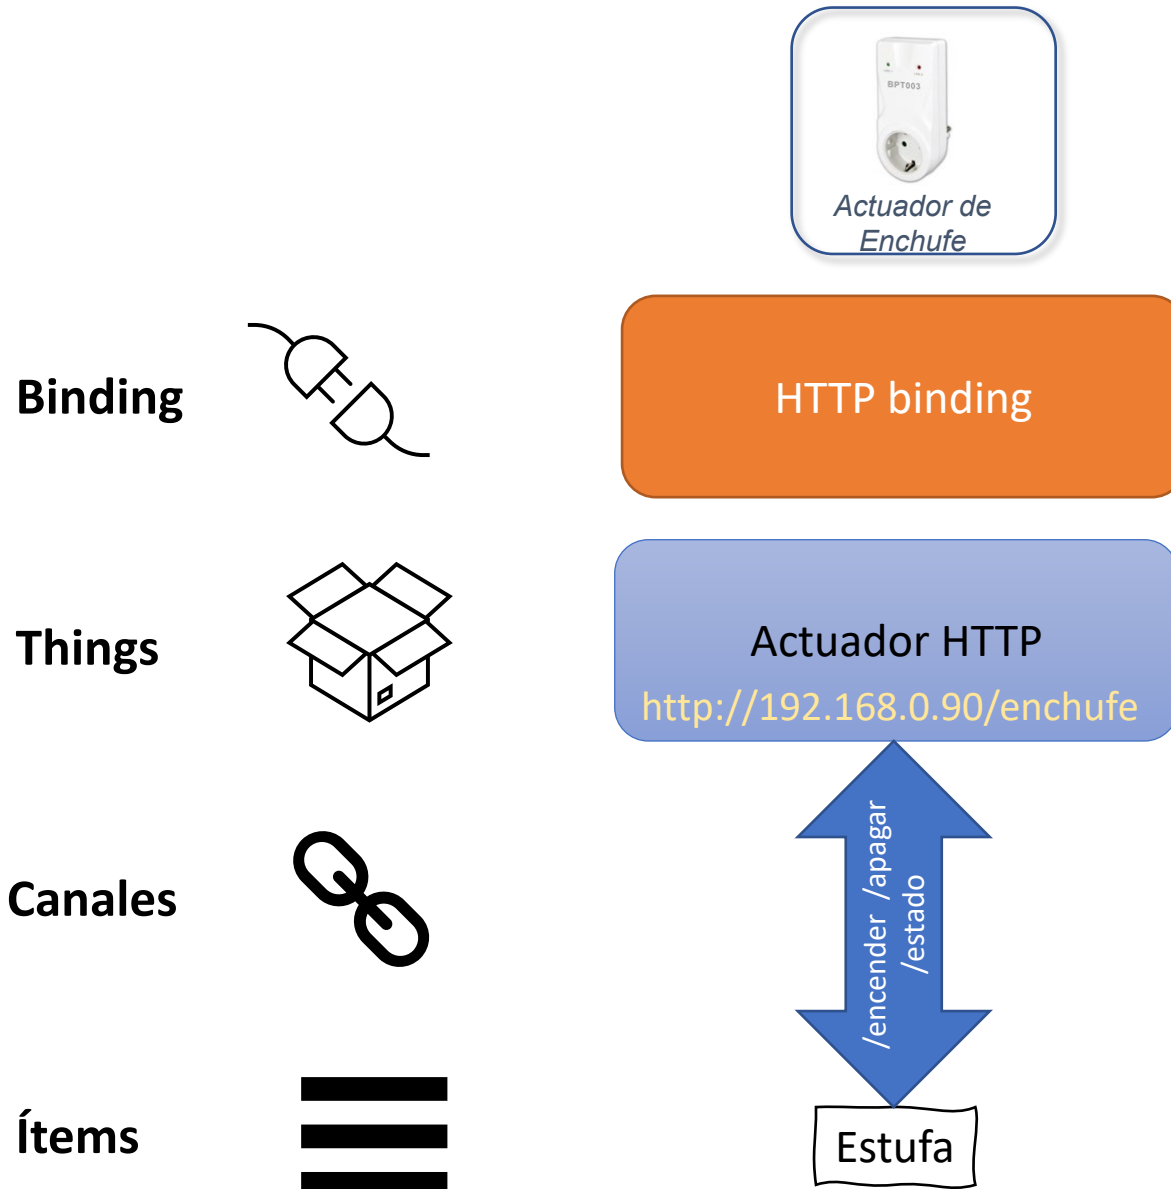 BPT003
Actuador de
Enchufe
Binding
HTTP binding
Things
Actuador HTTP
http://192.168.0.90/enchufe
Canales
/encender /apagar
/estado
Ítems
Estufa